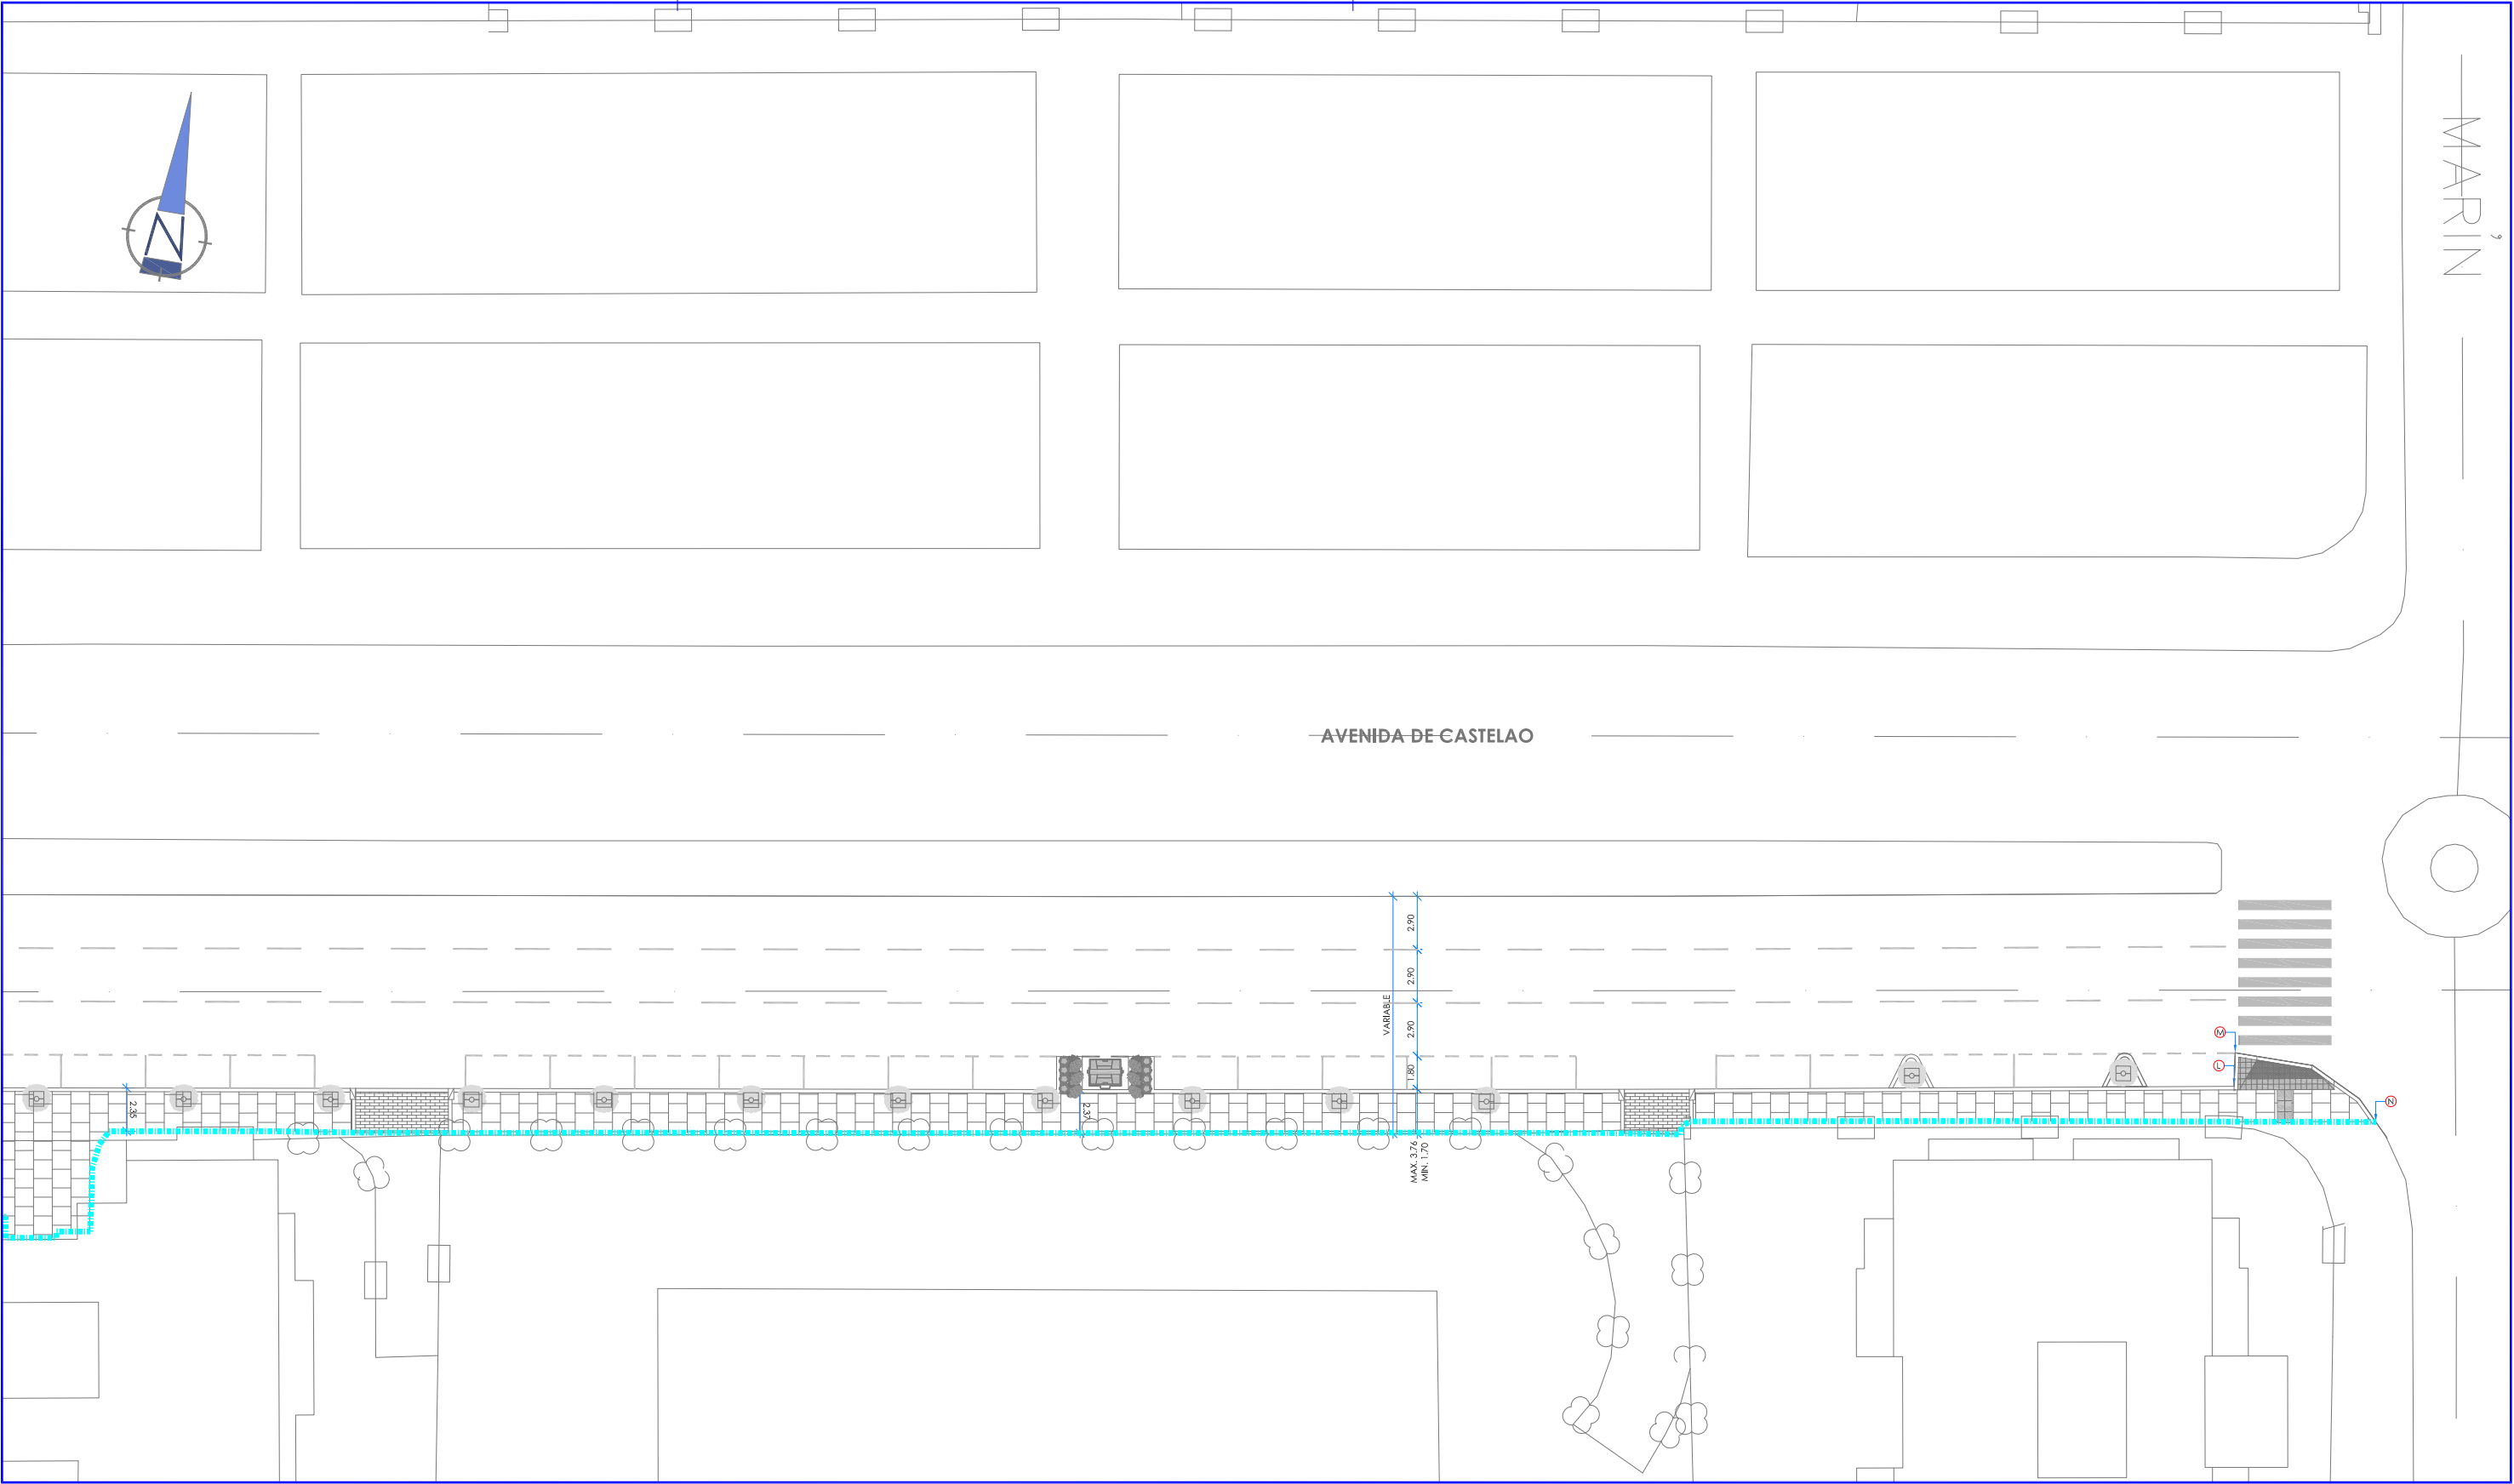 N
MARÍN
AVENIDA DE CASTELAO
2.90
2.90
VARIABLE
2.90
M
1.80
L
2.35
2.37
N
MAX. 3.76
MIN. 1.70